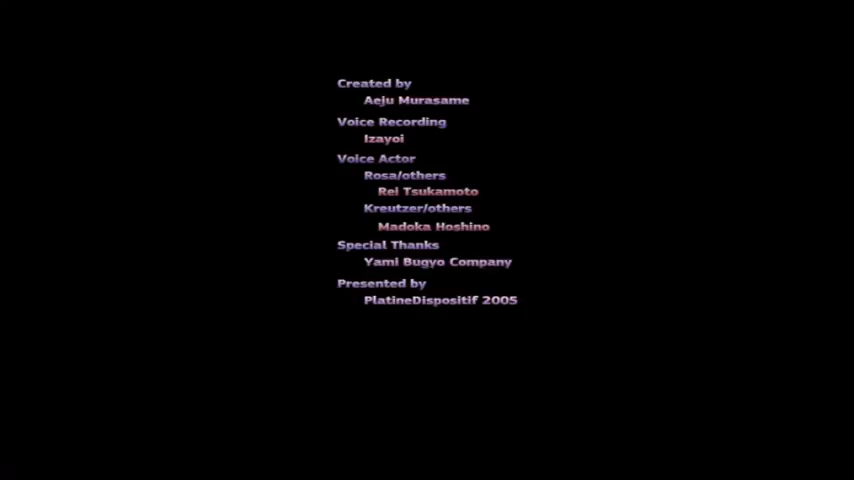 Created by
Aeju Murasame
Voice Recording
Izayoi
Voice Actor
Rosa/others
Rei Tsukamoto
Kreutzer/others
Madoka Hoshino
Special Thanks
Yami Bugyo Company
Presented by
PlatineDispositif 2005